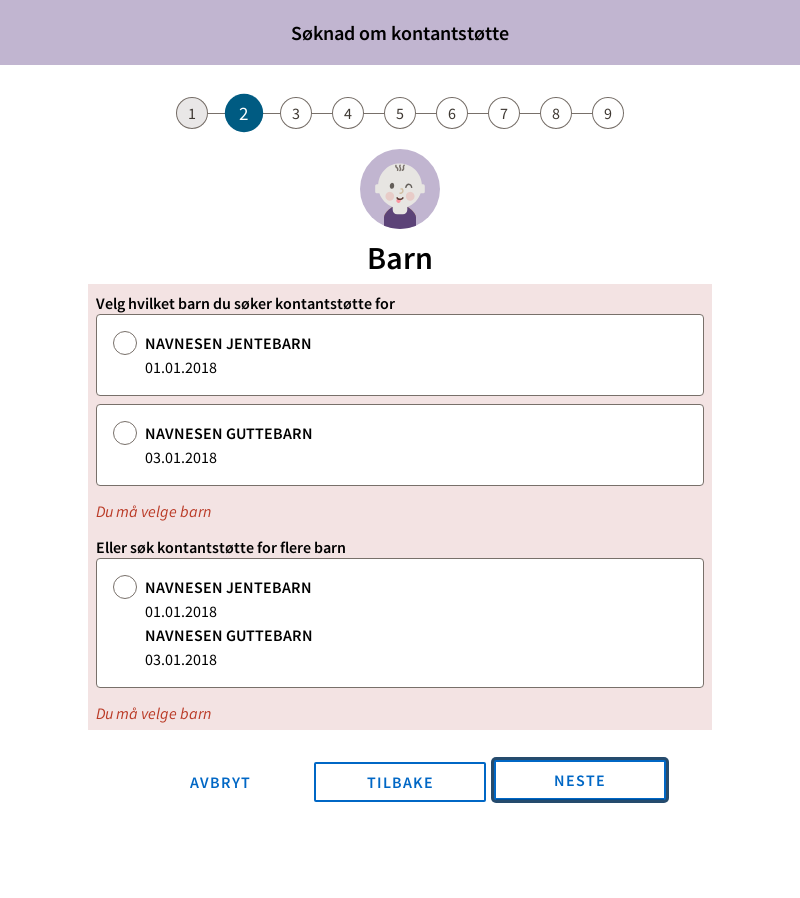 Søknad om kontantstøtte
1 2 3 4 5 6 7 8 9
Barn
Velg hvilket barn du søker kontantstøtte for
NAVNESEN JENTEBARN
01.01.2018
NAVNESEN GUTTEBARN
03.01.2018
Du må velge barn
Eller søk kontantstøtte for flere barn
NAVNESEN JENTEBARN
01.01.2018
NAVNESEN GUTTEBARN
03.01.2018
Du må velge barn
AVBRYT TILBAKE NESTE